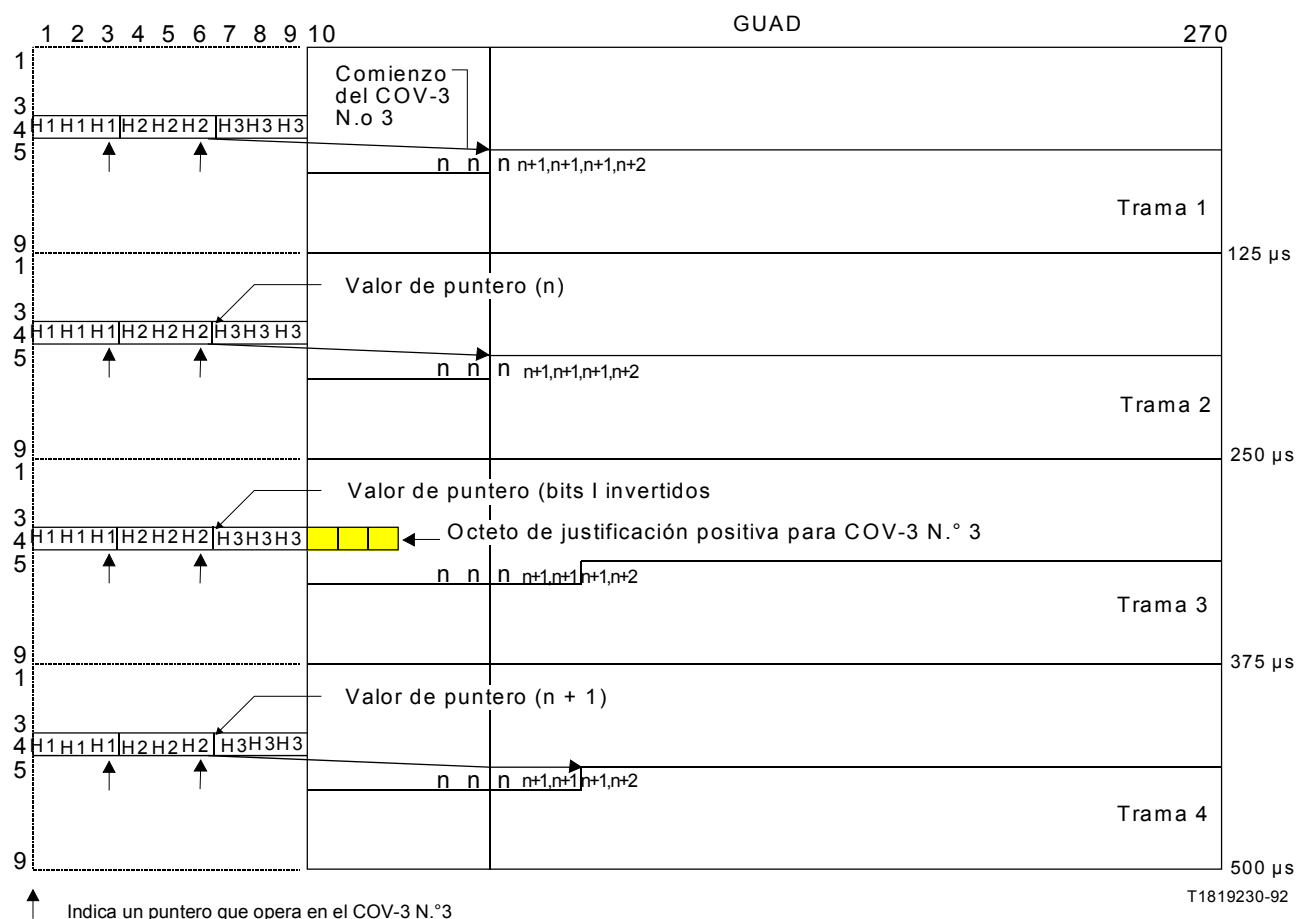 GUAD
1 2 3 4 5 6 7 8 9 10 270
1
Comienzo
del COV-3
N.o 3
3
4 H1 H1 H1 H2 H2 H2 H3 H3 H3
5
n n n n+1,n+1,n+1,n+2
Trama 1
9
125 µs
1
Valor de puntero (n)
3
4 H1 H1 H1 H2 H2 H2 H3 H3 H3
5
n n n n+1,n+1,n+1,n+2
Trama 2
9
250 µs
1
Valor de puntero (bits I invertidos
3
4 H1 H1 H1 H2 H2 H2 H3 H3 H3
Octeto de justificación positiva para COV-3 N.° 3
5
n n n n+1,n+1 n+1,n+2
Trama 3
9
375 µs
1
Valor de puntero (n + 1)
3
4 H1 H1 H1 H2 H2 H2 H3 H3 H3
5
n n n n+1,n+1 n+1,n+2
Trama 4
9
500 µs
T1819230-92
Indica un puntero que opera en el COV-3 N.°3